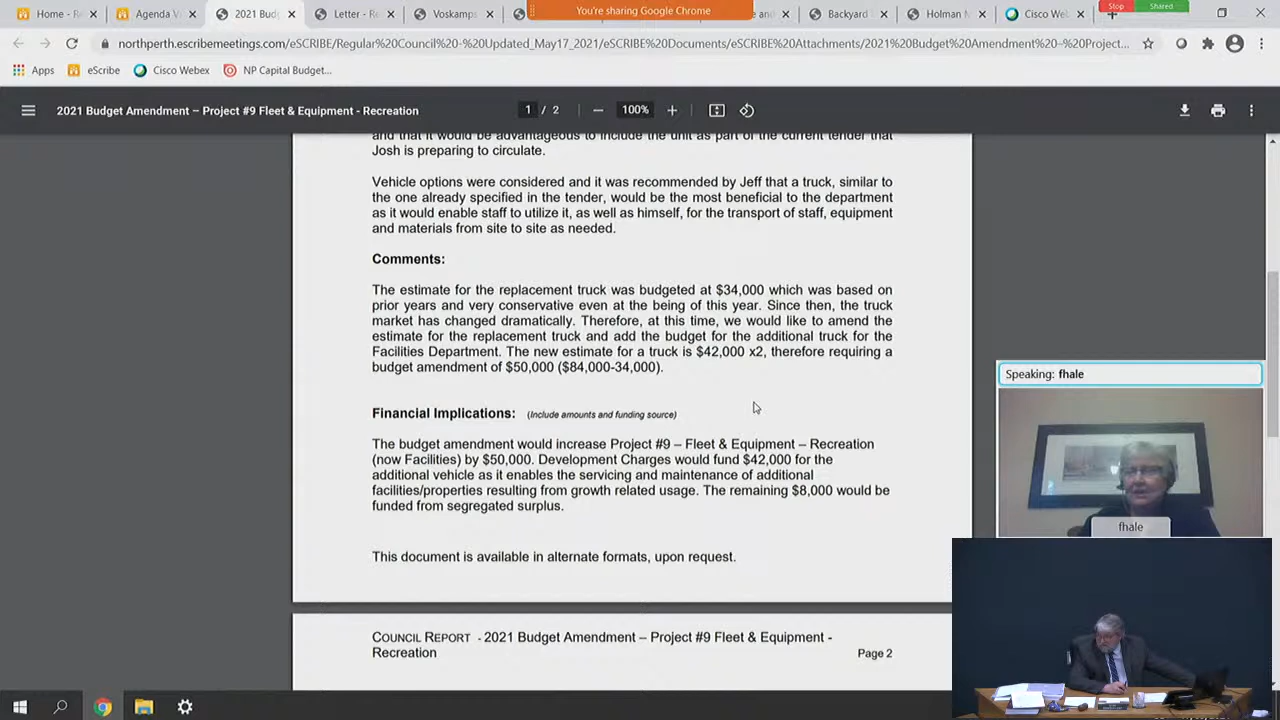 Home - R
Agenda V
2021 Bud
Letter - Re
Voskamps
You're sharing Google Chrome
e and
Backyard
Holman M
Cisco Web
Stop
Shared
northperth.escribemeetings.com/eSCRIBE/Regular%20Council%20-%20Updated_May17_2021/eSCRIBE%20Documents/eSCRIBE%20Attachments/2021%20Budget%20Amendment%20-%20Project...
Apps
eScribe
Cisco Webex
NP Capital Budget...
2021 Budget Amendment – Project #9 Fleet & Equipment - Recreation
1 / 2
100%
and that it would be advantageous to include the unit as part of the current tender that
Josh is preparing to circulate.
Vehicle options were considered and it was recommended by Jeff that a truck, similar to
the one already specified in the tender, would be the most beneficial to the department
as it would enable staff to utilize it, as well as himself, for the transport of staff, equipment
and materials from site to site as needed.
Comments:
The estimate for the replacement truck was budgeted at $34,000 which was based on
prior years and very conservative even at the being of this year. Since then, the truck
market has changed dramatically. Therefore, at this time, we would like to amend the
estimate for the replacement truck and add the budget for the additional truck for the
Facilities Department. The new estimate for a truck is $42,000 x2, therefore requiring a
budget amendment of $50,000 ($84,000-34,000).
Financial Implications: (Include amounts and funding source)
The budget amendment would increase Project #9 – Fleet & Equipment – Recreation
(now Facilities) by $50,000. Development Charges would fund $42,000 for the
additional vehicle as it enables the servicing and maintenance of additional
facilities/properties resulting from growth related usage. The remaining $8,000 would be
funded from segregated surplus.
This document is available in alternate formats, upon request.
COUNCIL REPORT - 2021 Budget Amendment – Project #9 Fleet & Equipment -
Recreation
Page 2
Speaking: fhale
fhale